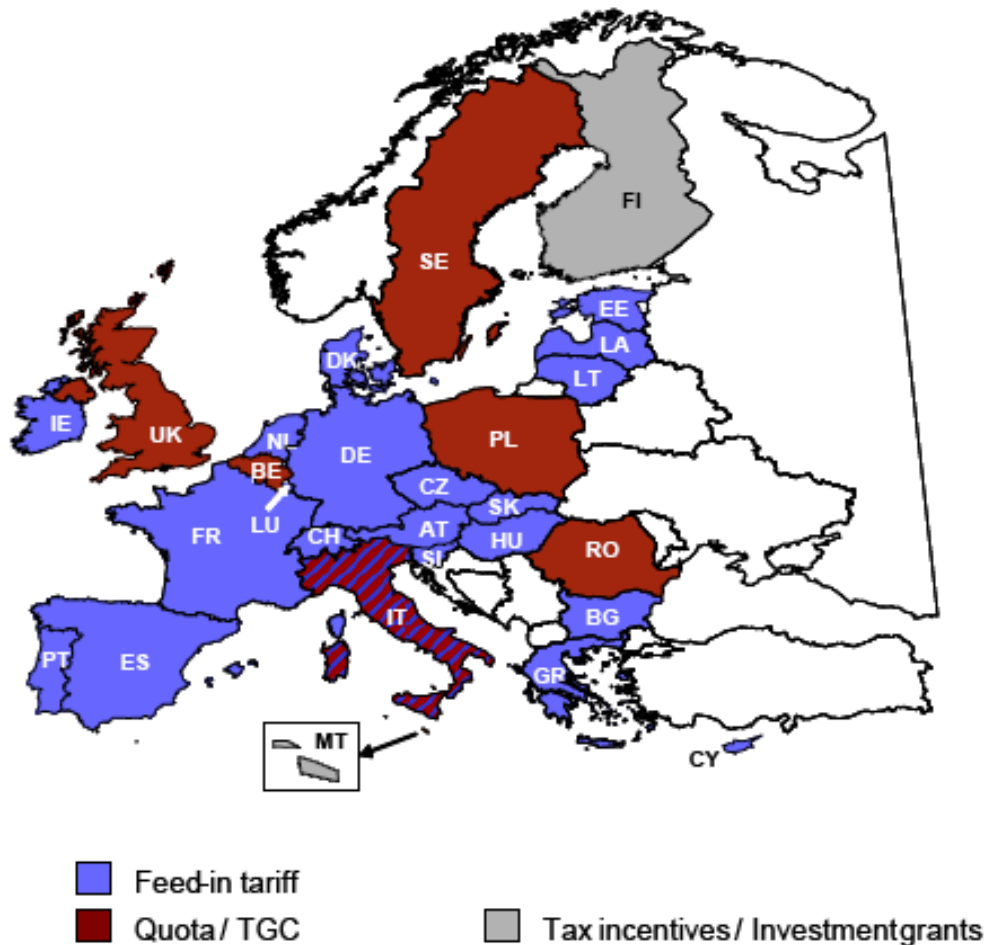 FI
SE
EE
LA
LT
DK
IE
UK
NL
BE
DE
PL
CZ
SK
LU
FR
CH
AT
HU
SI
RO
IT
BG
PT
ES
GR
MT
CY
Feed-in tariff
Quota / TGC
Tax incentives / Investmentgrants